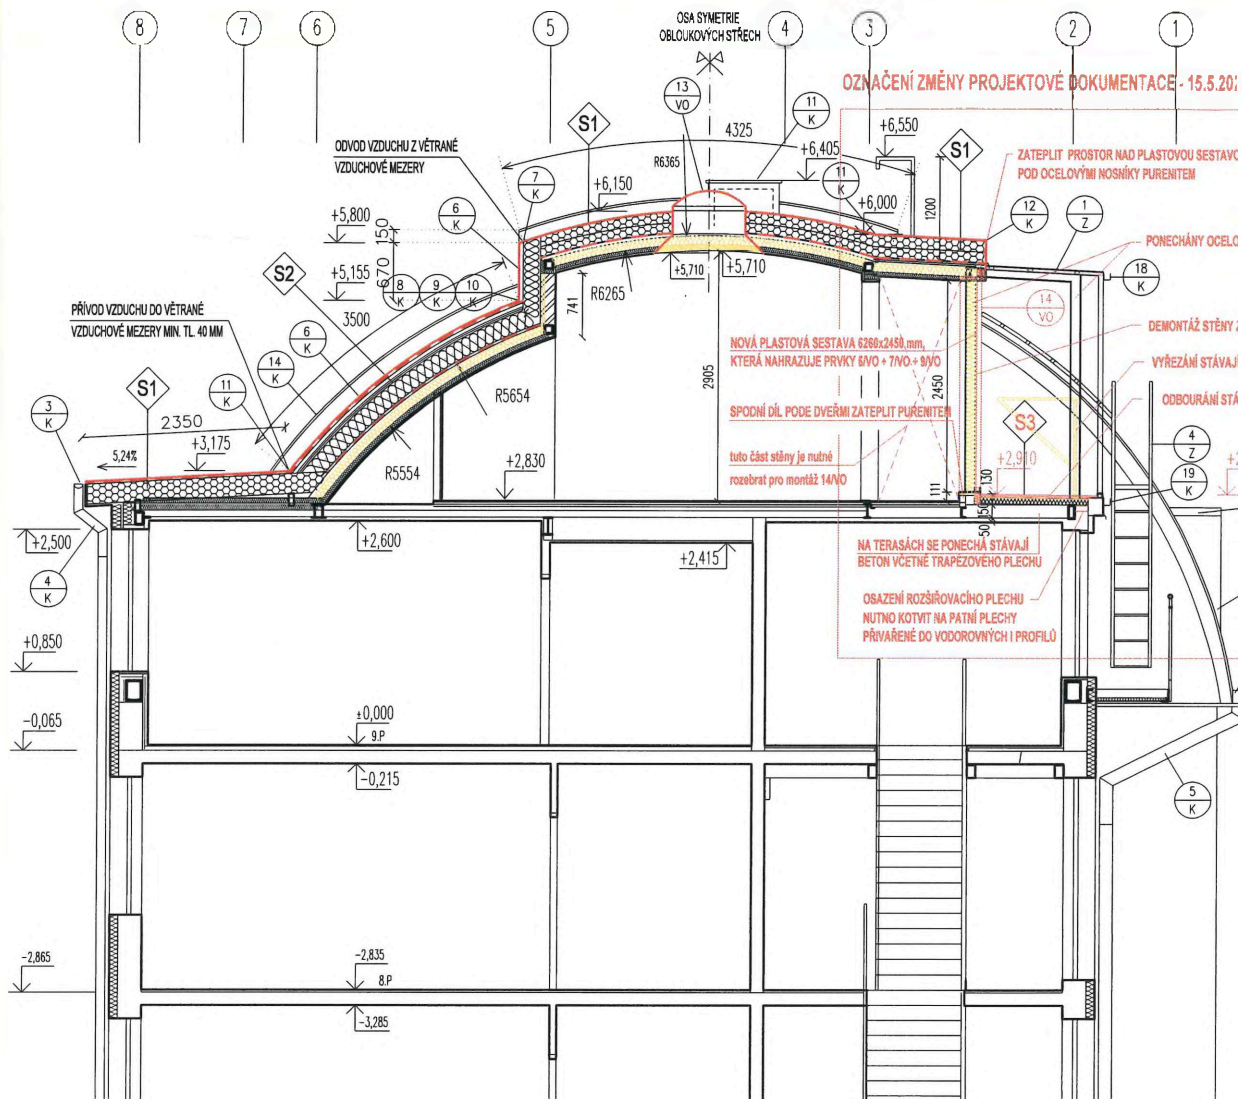 8
7
6
5
OSA SYMETRIE
OBLOUKOVÝCH STŘECH
4
3
2
1
OZNAČENÍ ZMĚNY PROJEKTOVÉ DOKUMENTACE - 15.5.202
13
VO
11
K
S1
4325
+6,550
S1
ODVOD VZDUCHU Z VĚTRANÉ
VZDUCHOVÉ MEZERY
R6365
+6,405
ZATEPLIT PROSTOR NAD PLASTOVOU SESTAVO
POD OCELOVÝMI NOSNÍKY PURENITEM
7
K
+6,150
11
K
+6,000
1200
12
K
1
Z
6
K
+5,800
150
PONECHÁNY OCELO
S2
+5,155
670
8
K
9
K
10
K
+5,710
+5,710
18
K
R6265
741
14
VO
PŘÍVOD VZDUCHU DO VĚTRANÉ
VZDUCHOVÉ MEZERY MIN. TL. 40 MM
3500
6
K
DEMONTÁŽ STĚNY Z
NOVÁ PLASTOVÁ SESTAVA 6260x2450 mm,
KTERÁ NAHRAZUJE PRVKY 6/VO + 7/VO + 9/VO
VYŘEZÁNÍ STÁVAJ
14
K
2905
2450
S1
11
K
R5654
ODBOURÁNÍ STÁ
3
K
2350
SPODNÍ DÍL PODE DVEŘMI ZATEPLIT PURENITEM
S3
5,24%
+3,175
R5554
tuto část stěny je nutné
rozebrat pro montáž 14/VO
+2,830
+2,910
4
Z
111
130
19
K
50
150
+2,500
+2,600
+2,415
NA TERASÁCH SE PONECHÁ STÁVAJÍ
BETON VČETNĚ TRAPÉZOVÉHO PLECHU
4
K
OSAZENÍ ROZŠIŘOVACÍHO PLECHU
NUTNO KOTVIT NA PATNÍ PLECHY
PŘIVAŘENÉ DO VODOROVNÝCH I PROFILŮ
+0,850
-0,065
±0,000
9.P
-0,215
5
K
-2,865
-2,835
8.P
-3,285